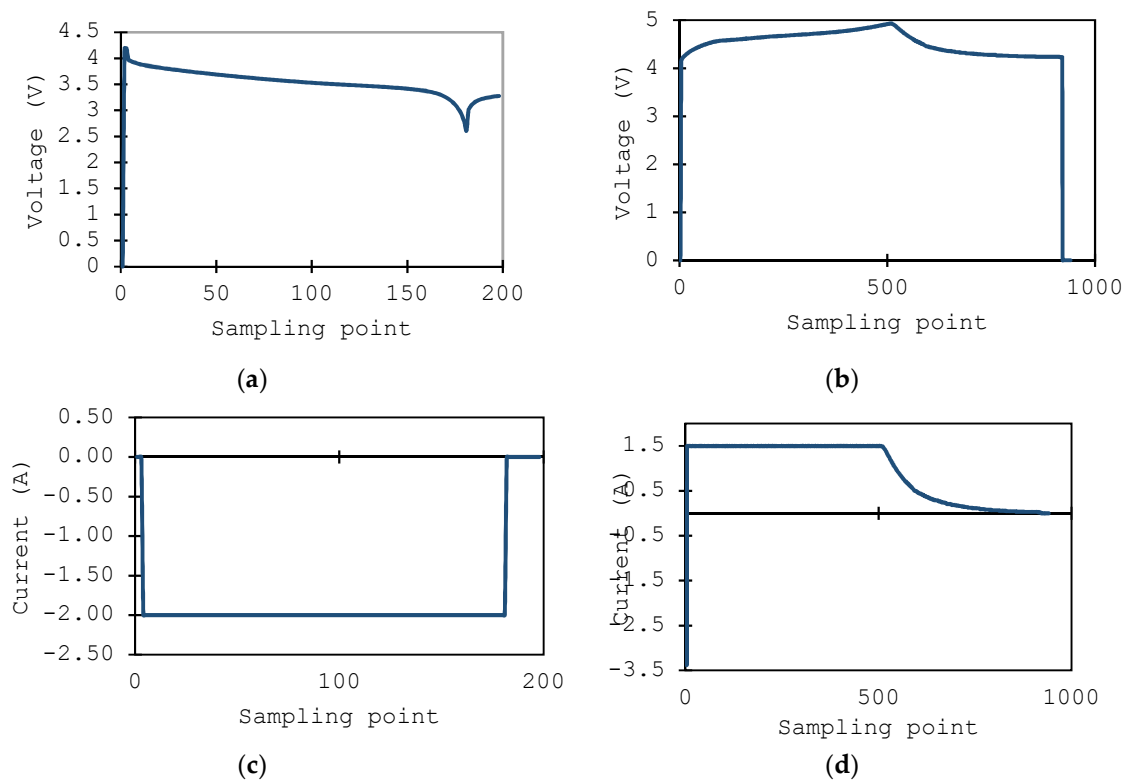 4.5
4
3.5
3
2.5
2
1.5
1
0.5
0
Voltage (V)
0 50 100 150 200
Sampling point
(a)
5
4
3
2
1
0
Voltage (V)
0 500 1000
Sampling point
(b)
0.50
0.00
-0.50
-1.00
-1.50
-2.00
-2.50
Current (A)
0 100 200
Sampling point
(c)
1.5
0.5
-0.5
-1.5
-2.5
-3.5
Current (A)
0 500 1000
Sampling point
(d)